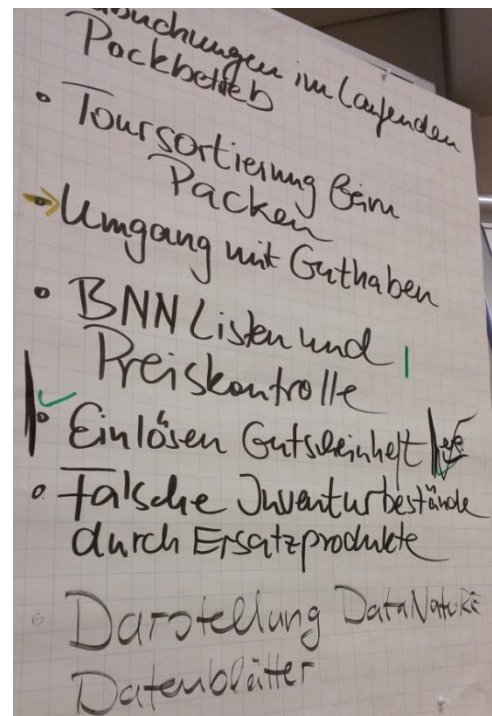 im laufenden
Packbetrieb
• Toursortierung beim
Packen
→ Umgang mit Guthaben
• BNN Listen und
Preiskontrolle
• Einlösen Gutscheinheft
• Falsche Inventurbestände
durch Ersatzprodukte
• Darstellung DataNatuRE
Datenblätter